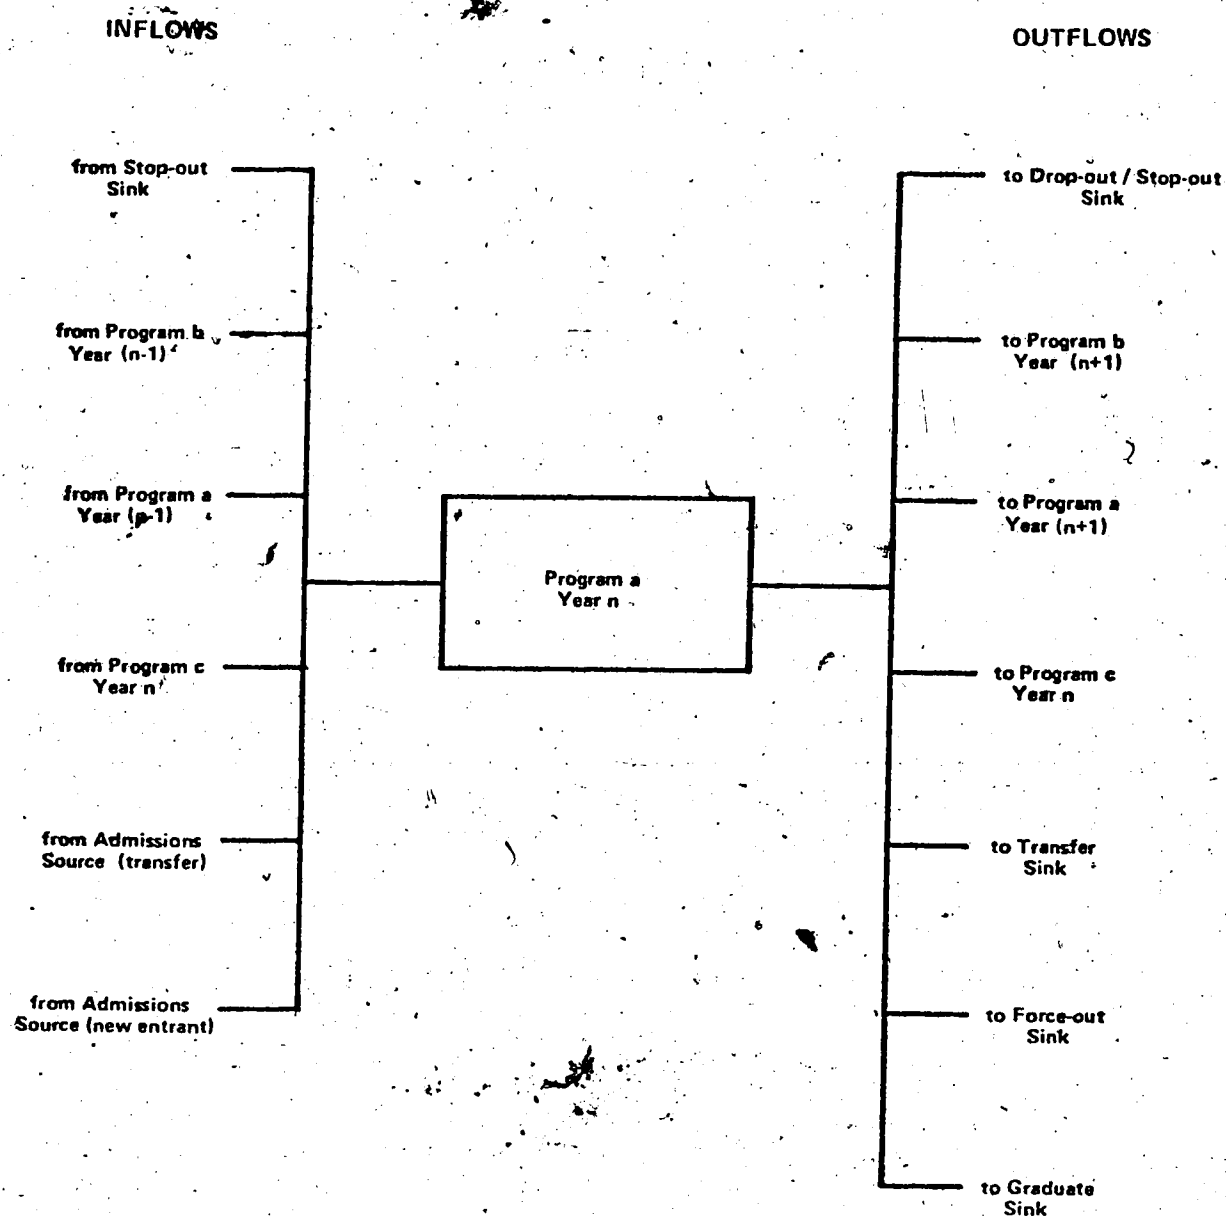 INFLOWS
OUTFLOWS
from Stop-out
Sink
from Program b
Year (n-1)
from Program a
Year (n-1)
from Program c
Year n
from Admissions
Source (transfer)
from Admissions
Source (new entrant)
Program a
Year n
to Drop-out / Stop-out
Sink
to Program b
Year (n+1)
to Program a
Year (n+1)
to Program c
Year n
to Transfer
Sink
to Force-out
Sink
to Graduate
Sink